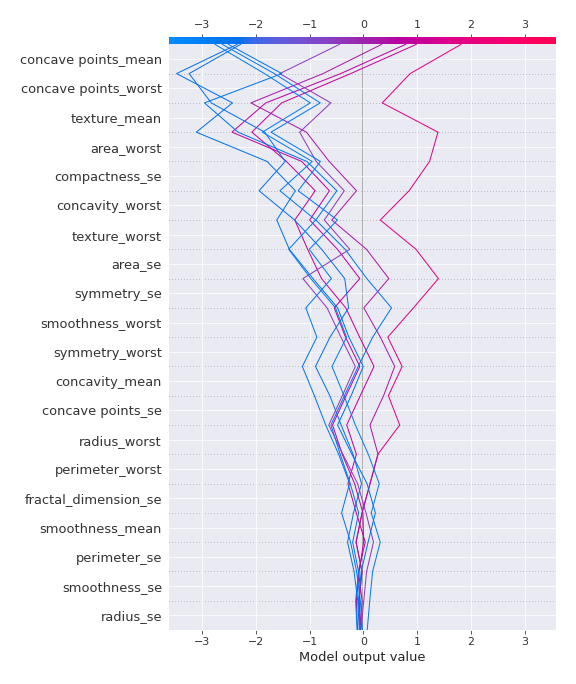 −3 −2 −1 0 1 2 3
concave points_mean
concave points_worst
texture_mean
area_worst
compactness_se
concavity_worst
texture_worst
area_se
symmetry_se
smoothness_worst
symmetry_worst
concavity_mean
concave points_se
radius_worst
perimeter_worst
fractal_dimension_se
smoothness_mean
perimeter_se
smoothness_se
radius_se
−3 −2 −1 0 1 2 3
Model output value